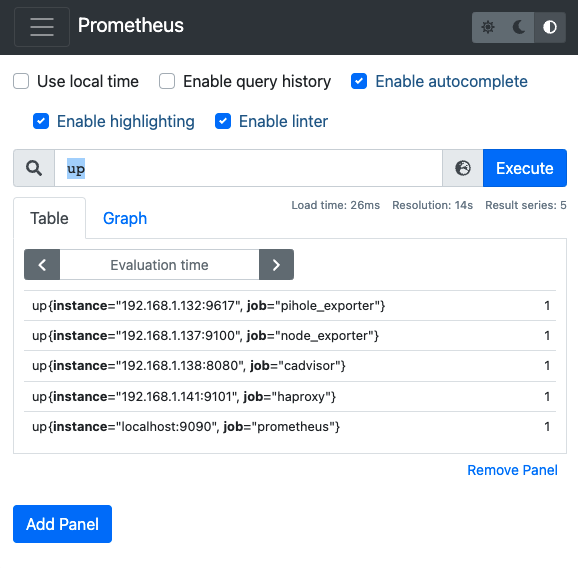 Prometheus
Use local time Enable query history Enable autocomplete
Enable highlighting Enable linter
up Execute
Load time: 26ms Resolution: 14s Result series: 5
Table Graph
Evaluation time
up{instance="192.168.1.132:9617", job="pihole_exporter"} 1
up{instance="192.168.1.137:9100", job="node_exporter"} 1
up{instance="192.168.1.138:8080", job="cadvisor"} 1
up{instance="192.168.1.141:9101", job="haproxy"} 1
up{instance="localhost:9090", job="prometheus"} 1
Remove Panel
Add Panel